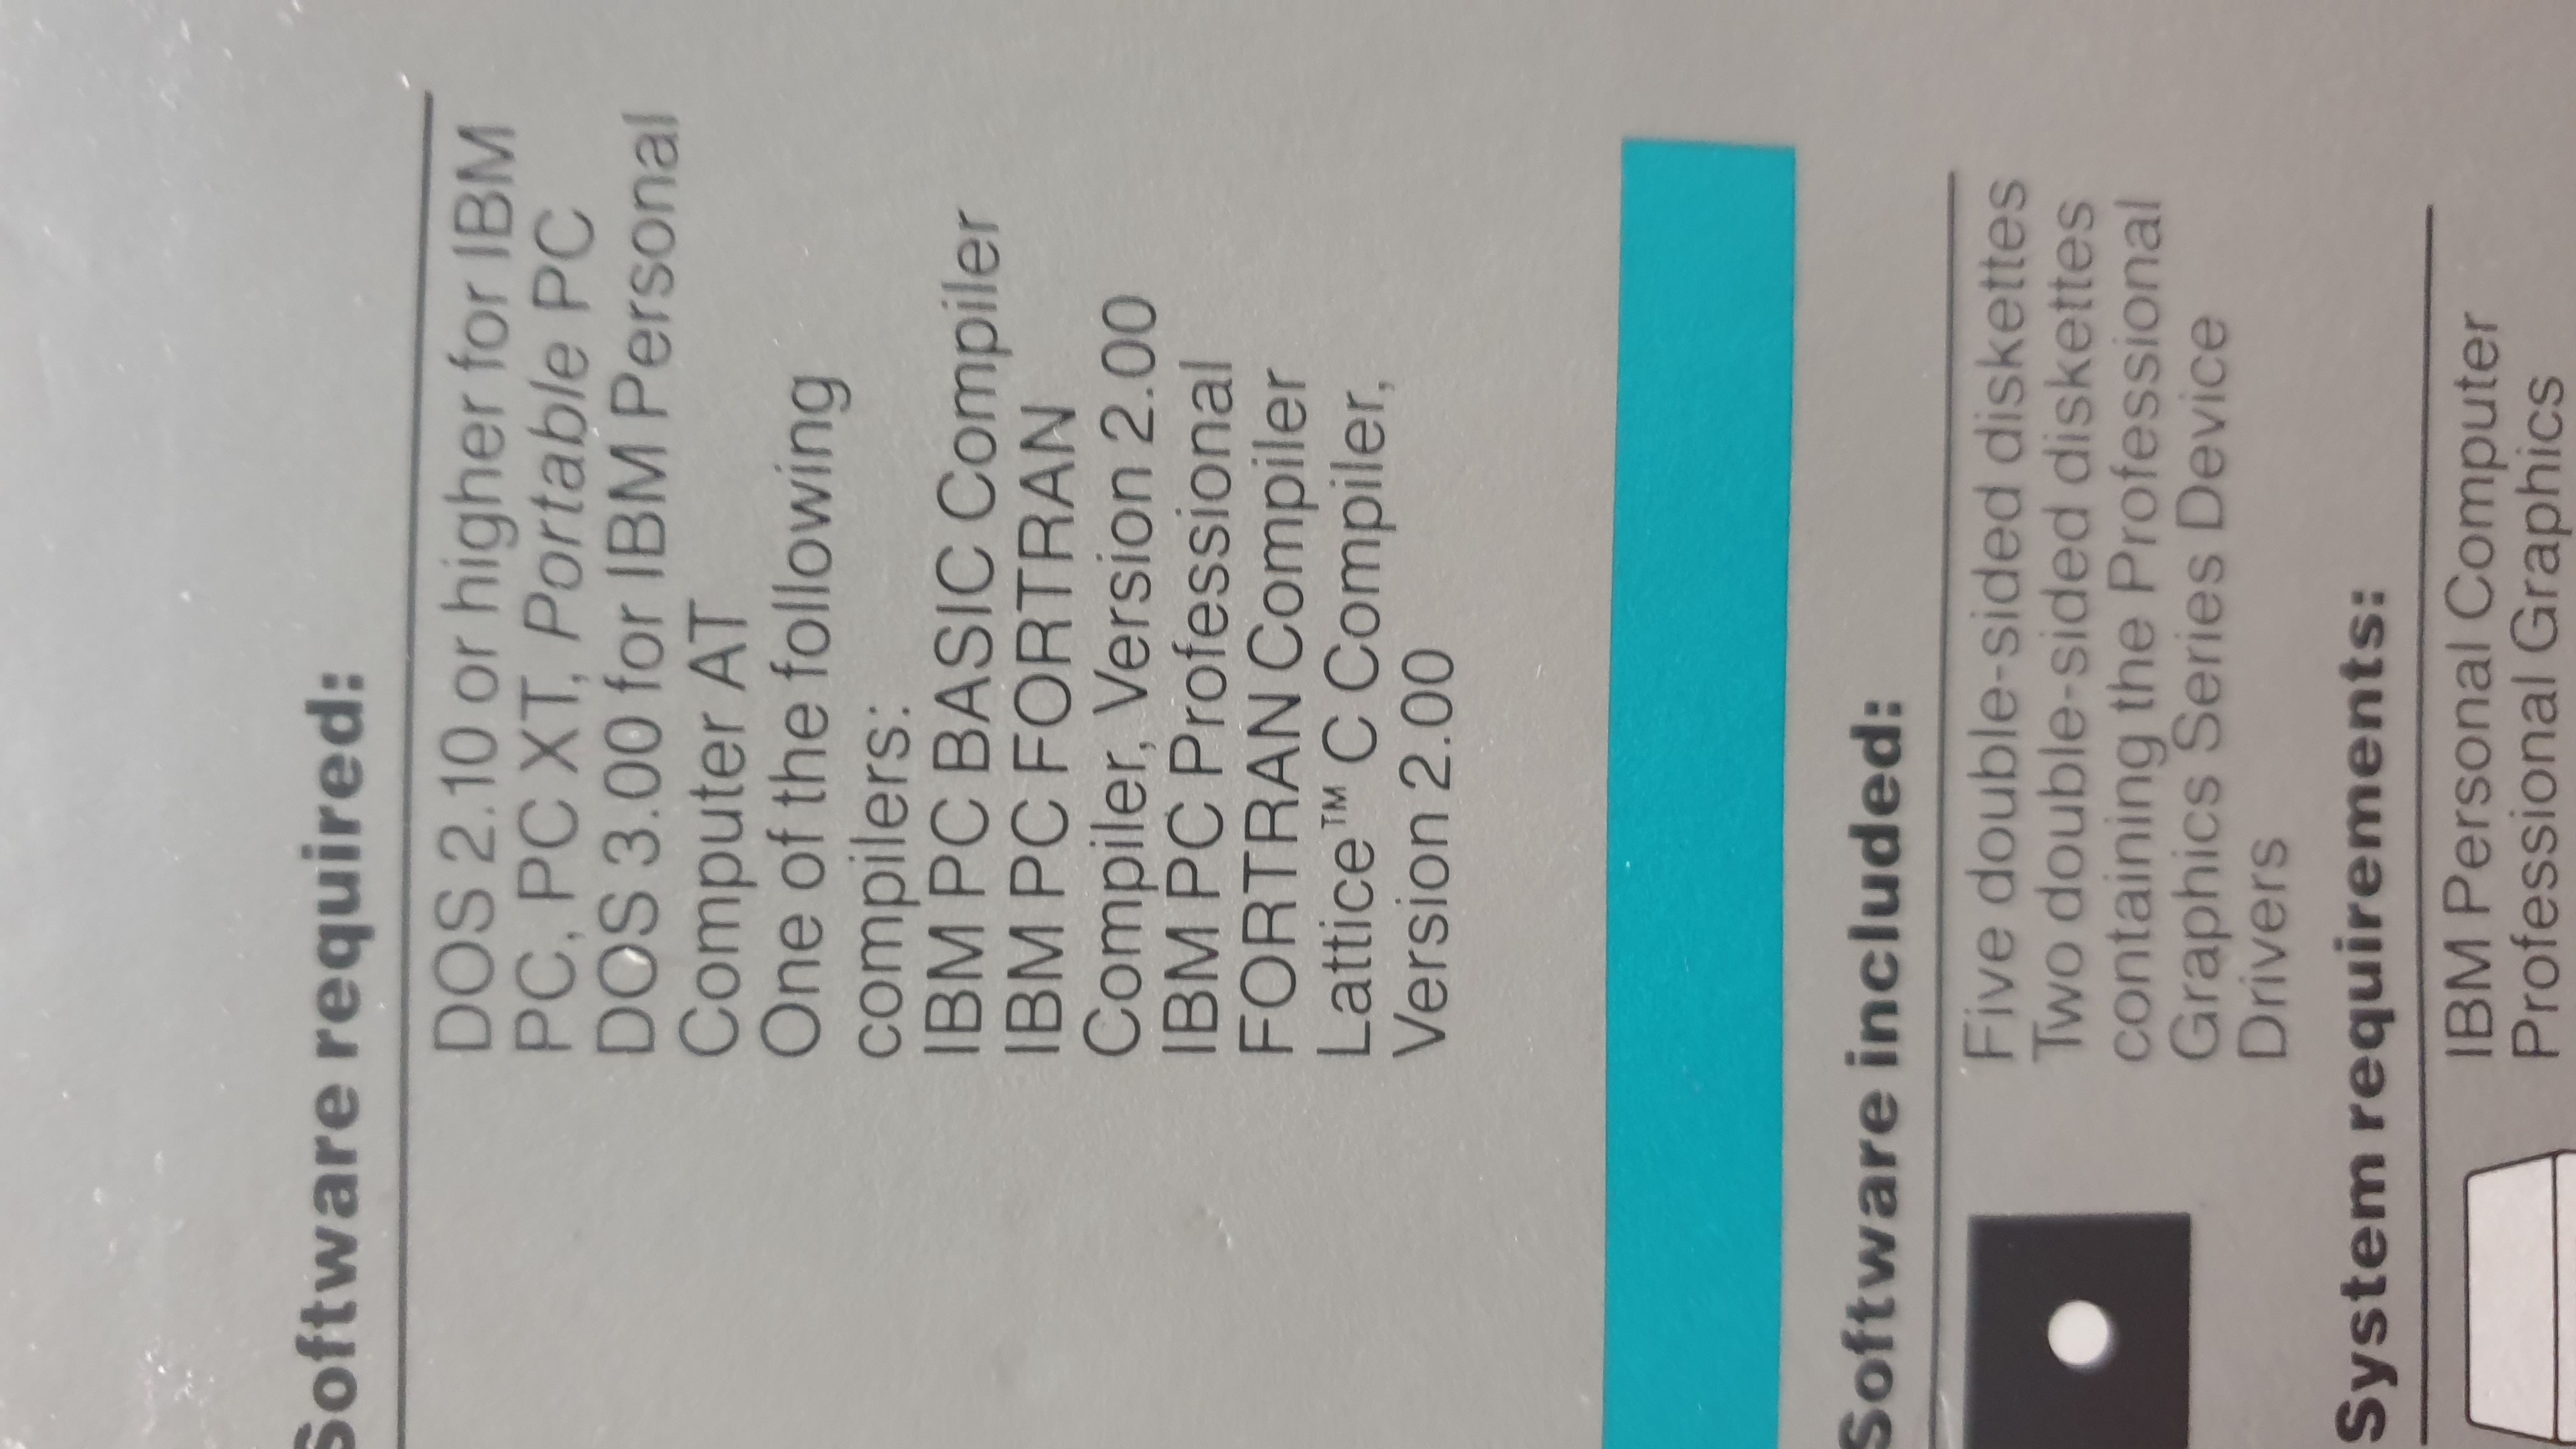 Software required:
DOS 2.10 or higher for IBM
PC, PC XT, Portable PC
DOS 3.00 for IBM Personal
Computer AT
One of the following
compilers:
IBM PC BASIC Compiler
IBM PC FORTRAN
Compiler, Version 2.00
IBM PC Professional
FORTRAN Compiler
Lattice™ C Compiler,
Version 2.00
Software included:
Five double-sided diskettes
Two double-sided diskettes
containing the Professional
Graphics Series Device
Drivers
System requirements:
IBM Personal Computer
Professional Graphics